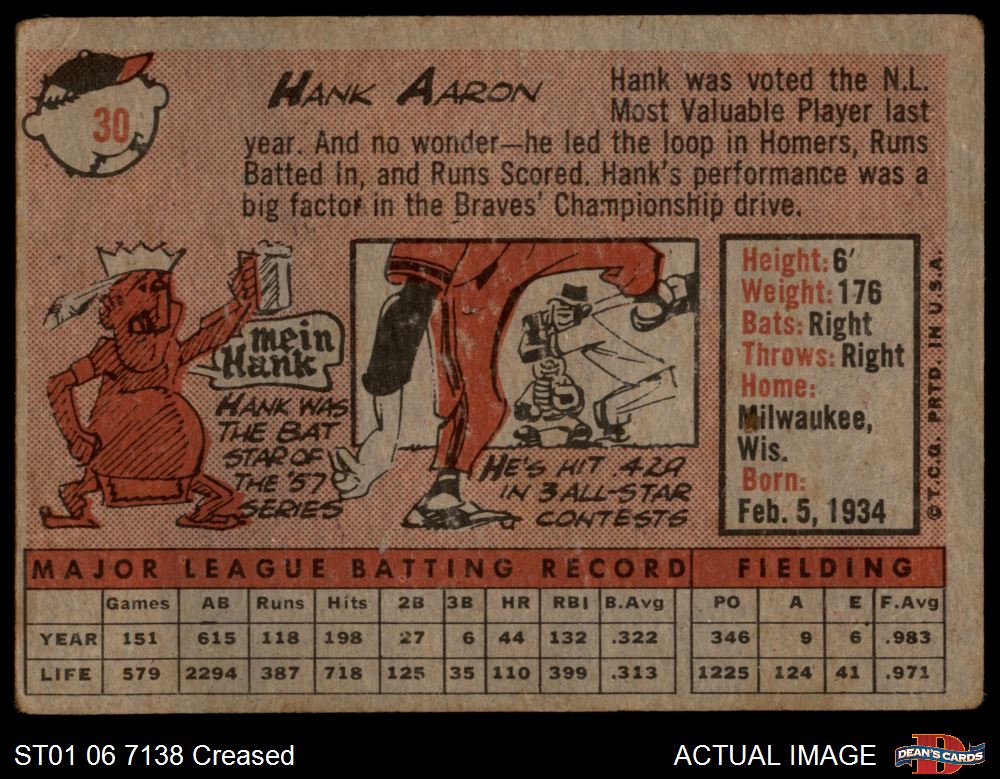 30
HANK AARON
Hank was voted the N.L.
Most Valuable Player last
year. And no wonder—he led the loop in Homers, Runs
Batted In, and Runs Scored. Hank's performance was a
big factor in the Braves' Championship drive.
mein
Hank
HANK WAS
THE BAT
STAR OF
THE '57
SERIES
HE'S HIT .429
IN 3 ALL-STAR
CONTESTS
Height: 6'
Weight: 176
Bats: Right
Throws: Right
Home:
Milwaukee,
Wis.
Born:
Feb. 5, 1934
© T.C.G. PRTD. IN U.S.A.
MAJOR LEAGUE BATTING RECORD FIELDING
Games AB Runs Hits 2B 3B HR RBI B.Avg PO A E F.Avg
YEAR 151 615 118 198 27 6 44 132 .322 346 9 6 .983
LIFE 579 2294 387 718 125 35 110 399 .313 1225 124 41 .971
ST01 06 7138 Creased
ACTUAL IMAGE
D
DEAN'S CARDS